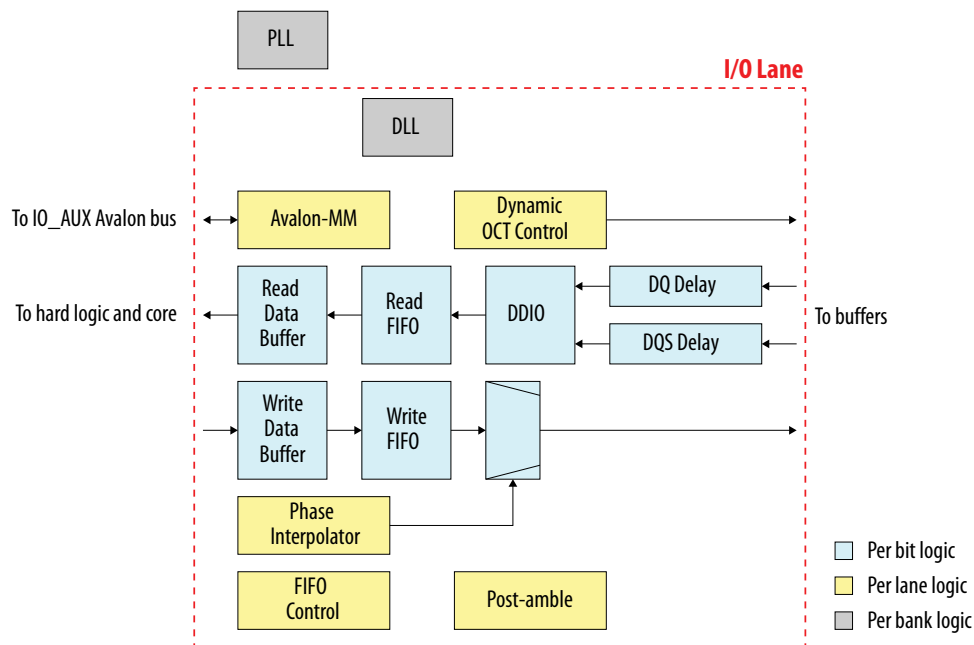 PLL
I/O Lane
DLL
To IO_AUX Avalon bus
Avalon-MM
Dynamic
OCT Control
To hard logic and core
Read
Data
Buffer
Read
FIFO
DDIO
DQ Delay
DQS Delay
To buffers
Write
Data
Buffer
Write
FIFO
Phase
Interpolator
FIFO
Control
Post-amble
Per bit logic
Per lane logic
Per bank logic